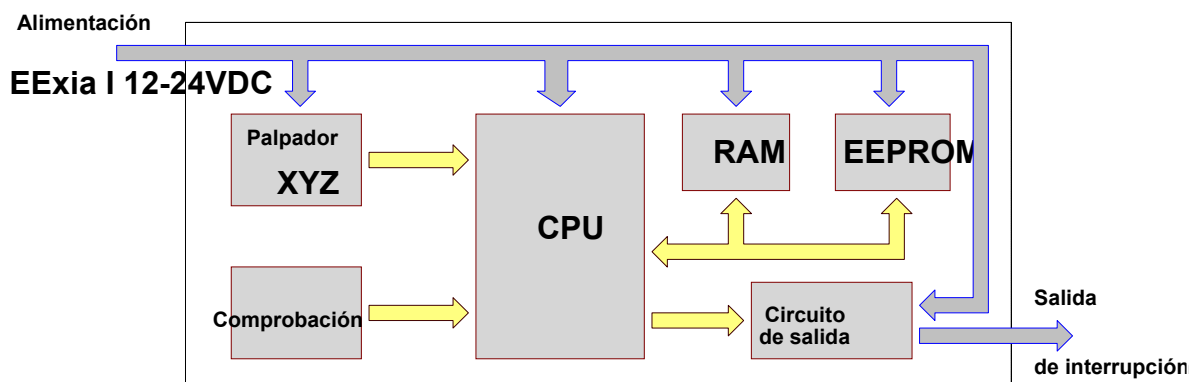 Alimentación
EExia I 12-24VDC
Palpador
XYZ
CPU
RAM
EEPROM
Comprobación
Circuito
de salida
Salida
de interrupción